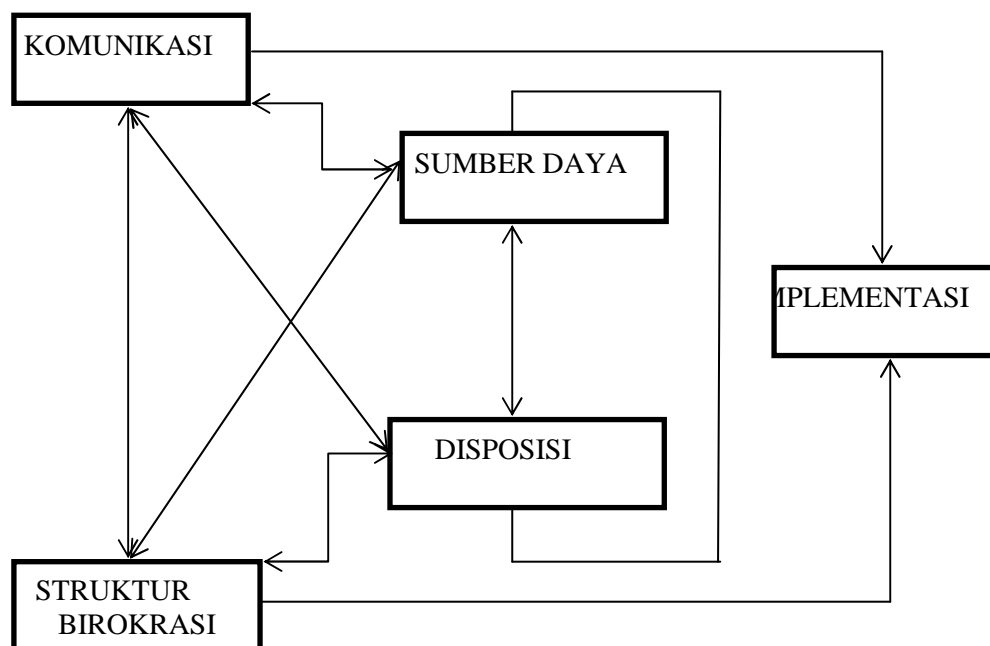 KOMUNIKASI
SUMBER DAYA
MPLEMENTASI
DISPOSISI
STRUKTUR
BIROKRASI